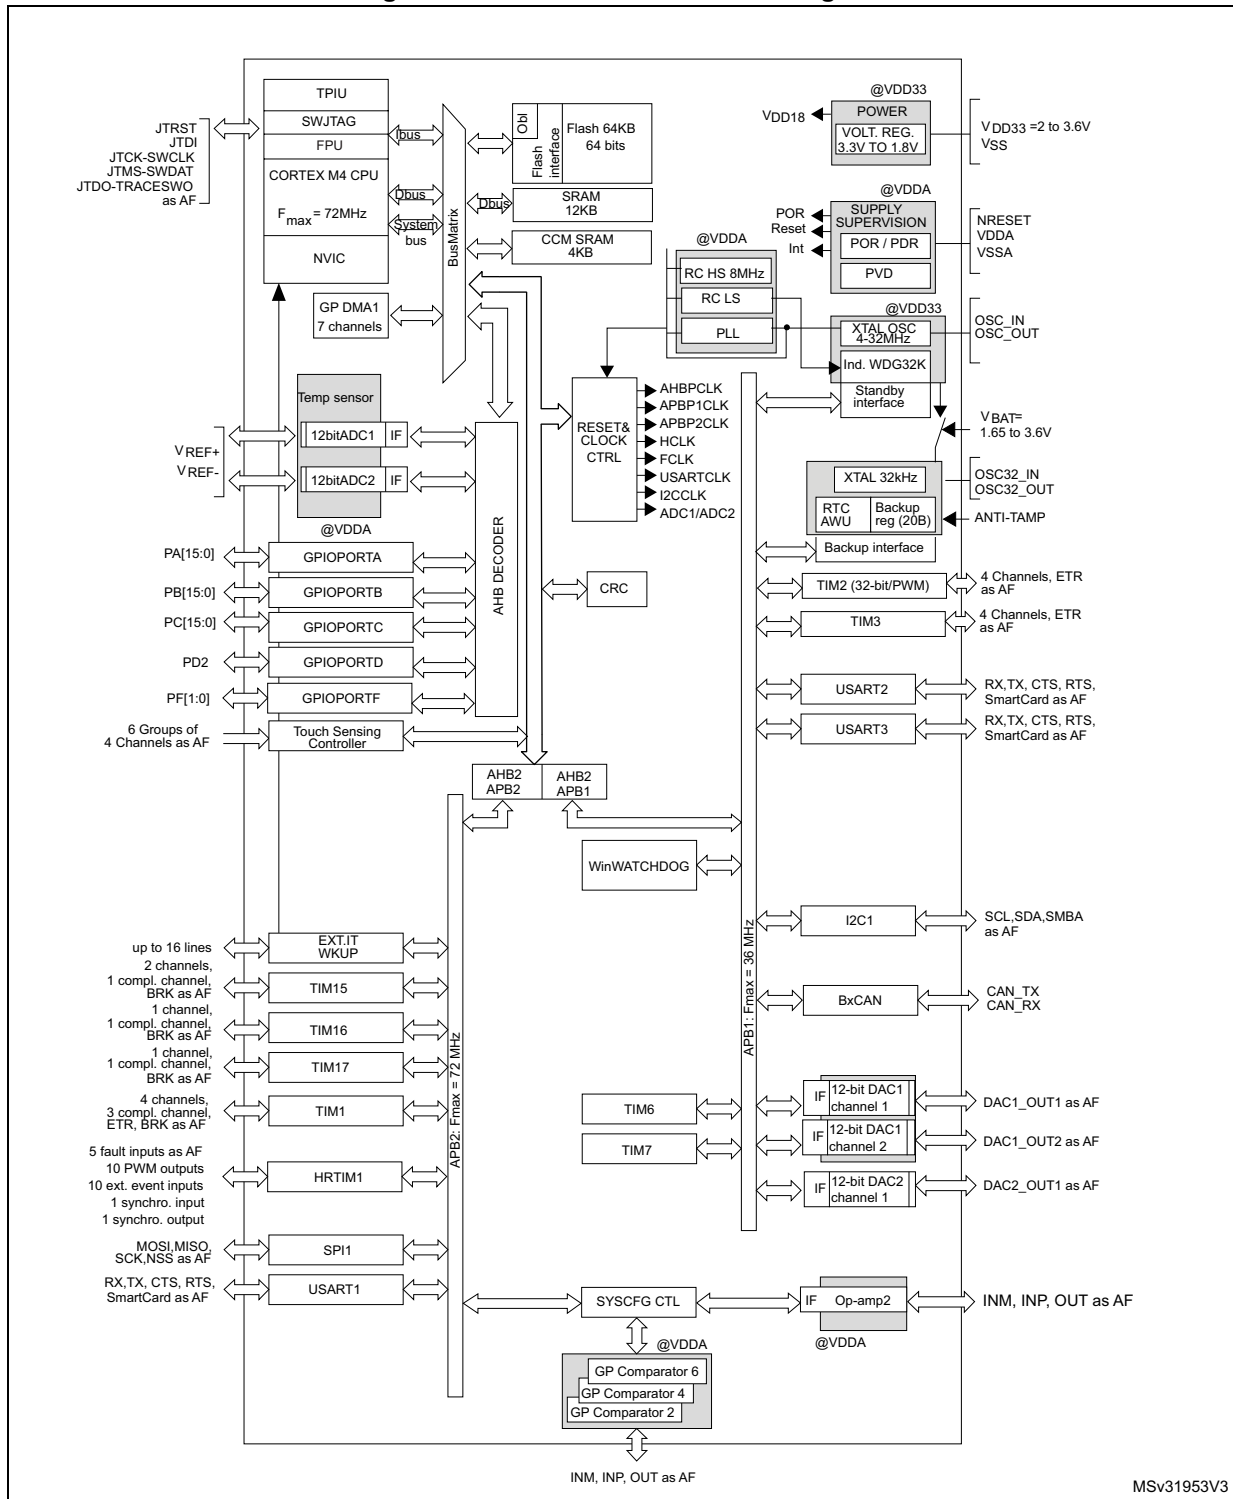 TPIU
SWJTAG
FPU
CORTEX M4 CPU
Fmax = 72MHz
NVIC
JTRST
JTDI
JTCK-SWCLK
JTMS-SWDAT
JTDO-TRACESWO
as AF
Ibus
Dbus
System
bus
BusMatrix
Obl
Flash
interface
Flash 64KB
64 bits
Dbus
SRAM
12KB
CCM SRAM
4KB
GP DMA1
7 channels
@VDD33
POWER
VOLT. REG.
3.3V TO 1.8V
VDD18
VDD33 =2 to 3.6V
VSS
@VDDA
SUPPLY
SUPERVISION
POR / PDR
PVD
POR
Reset
Int
NRESET
VDDA
VSSA
@VDDA
RC HS 8MHz
RC LS
PLL
@VDD33
XTAL OSC
4-32MHz
Ind. WDG32K
Standby
interface
OSC_IN
OSC_OUT
VBAT=
1.65 to 3.6V
XTAL 32kHz
RTC
AWU
Backup
reg (20B)
Backup interface
OSC32_IN
OSC32_OUT
ANTI-TAMP
RESET&
CLOCK
CTRL
AHBPCLK
APBP1CLK
APBP2CLK
HCLK
FCLK
USARTCLK
I2CCLK
ADC1/ADC2
Temp sensor
12bitADC1
IF
12bitADC2
IF
@VDDA
VREF+
VREF-
AHB DECODER
PA[15:0]
GPIOPORTA
PB[15:0]
GPIOPORTB
PC[15:0]
GPIOPORTC
PD2
GPIOPORTD
PF[1:0]
GPIOPORTF
6 Groups of
4 Channels as AF
Touch Sensing
Controller
CRC
AHB2
APB2
AHB2
APB1
TIM2 (32-bit/PWM)
4 Channels, ETR
as AF
TIM3
4 Channels, ETR
as AF
USART2
RX,TX, CTS, RTS,
SmartCard as AF
USART3
RX,TX, CTS, RTS,
SmartCard as AF
WinWATCHDOG
APB1: Fmax = 36 MHz
I2C1
SCL,SDA,SMBA
as AF
BxCAN
CAN_TX
CAN_RX
TIM6
TIM7
IF
12-bit DAC1
channel 1
DAC1_OUT1 as AF
IF
12-bit DAC1
channel 2
DAC1_OUT2 as AF
IF
12-bit DAC2
channel 1
DAC2_OUT1 as AF
APB2: Fmax = 72 MHz
up to 16 lines
EXT.IT
WKUP
2 channels,
1 compl. channel,
BRK as AF
TIM15
1 channel,
1 compl. channel,
BRK as AF
TIM16
1 channel,
1 compl. channel,
BRK as AF
TIM17
4 channels,
3 compl. channel,
ETR, BRK as AF
TIM1
5 fault inputs as AF
10 PWM outputs
10 ext. event inputs
1 synchro. input
1 synchro. output
HRTIM1
MOSI,MISO,
SCK,NSS as AF
SPI1
RX,TX, CTS, RTS,
SmartCard as AF
USART1
SYSCFG CTL
IF
Op-amp2
@VDDA
INM, INP, OUT as AF
@VDDA
GP Comparator 6
GP Comparator 4
GP Comparator 2
INM, INP, OUT as AF
MSv31953V3